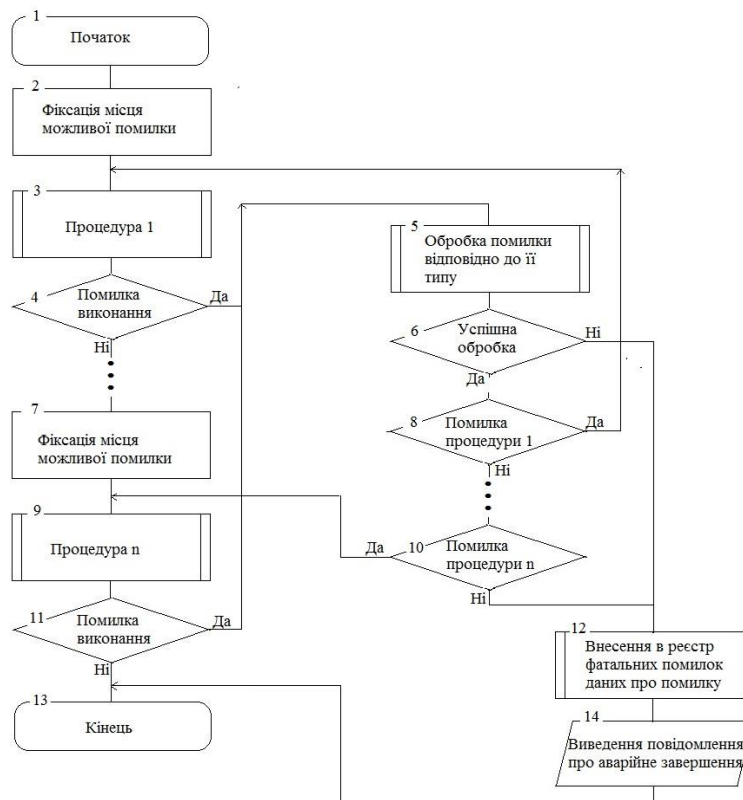 1
Початок
2
Фіксація місця
можливої помилки
3
Процедура 1
4
Помилка
виконання
Да
Ні
5
Обробка помилки
відповідно до її
типу
6
Успішна
обробка
Ні
Да
7
Фіксація місця
можливої помилки
8
Помилка
процедури 1
Да
Ні
9
Процедура n
10
Помилка
процедури n
Да
Ні
11
Помилка
виконання
Да
Ні
12
Внесення в реєстр
фатальних помилок
даних про помилку
13
Кінець
14
Виведення повідомлення
про аварійне завершення